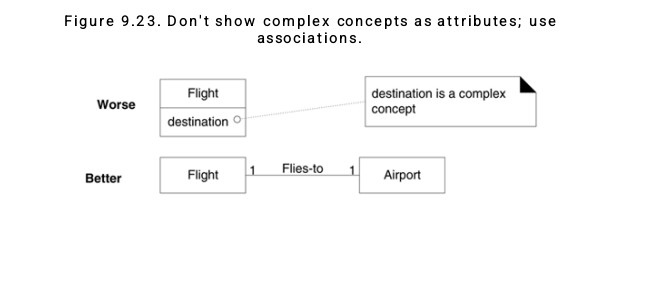 Figure 9.23. Don't show complex concepts as attributes; use
associations.
Worse
Flight
destination
destination is a complex
concept
Better
Flight
1
Flies-to
1
Airport